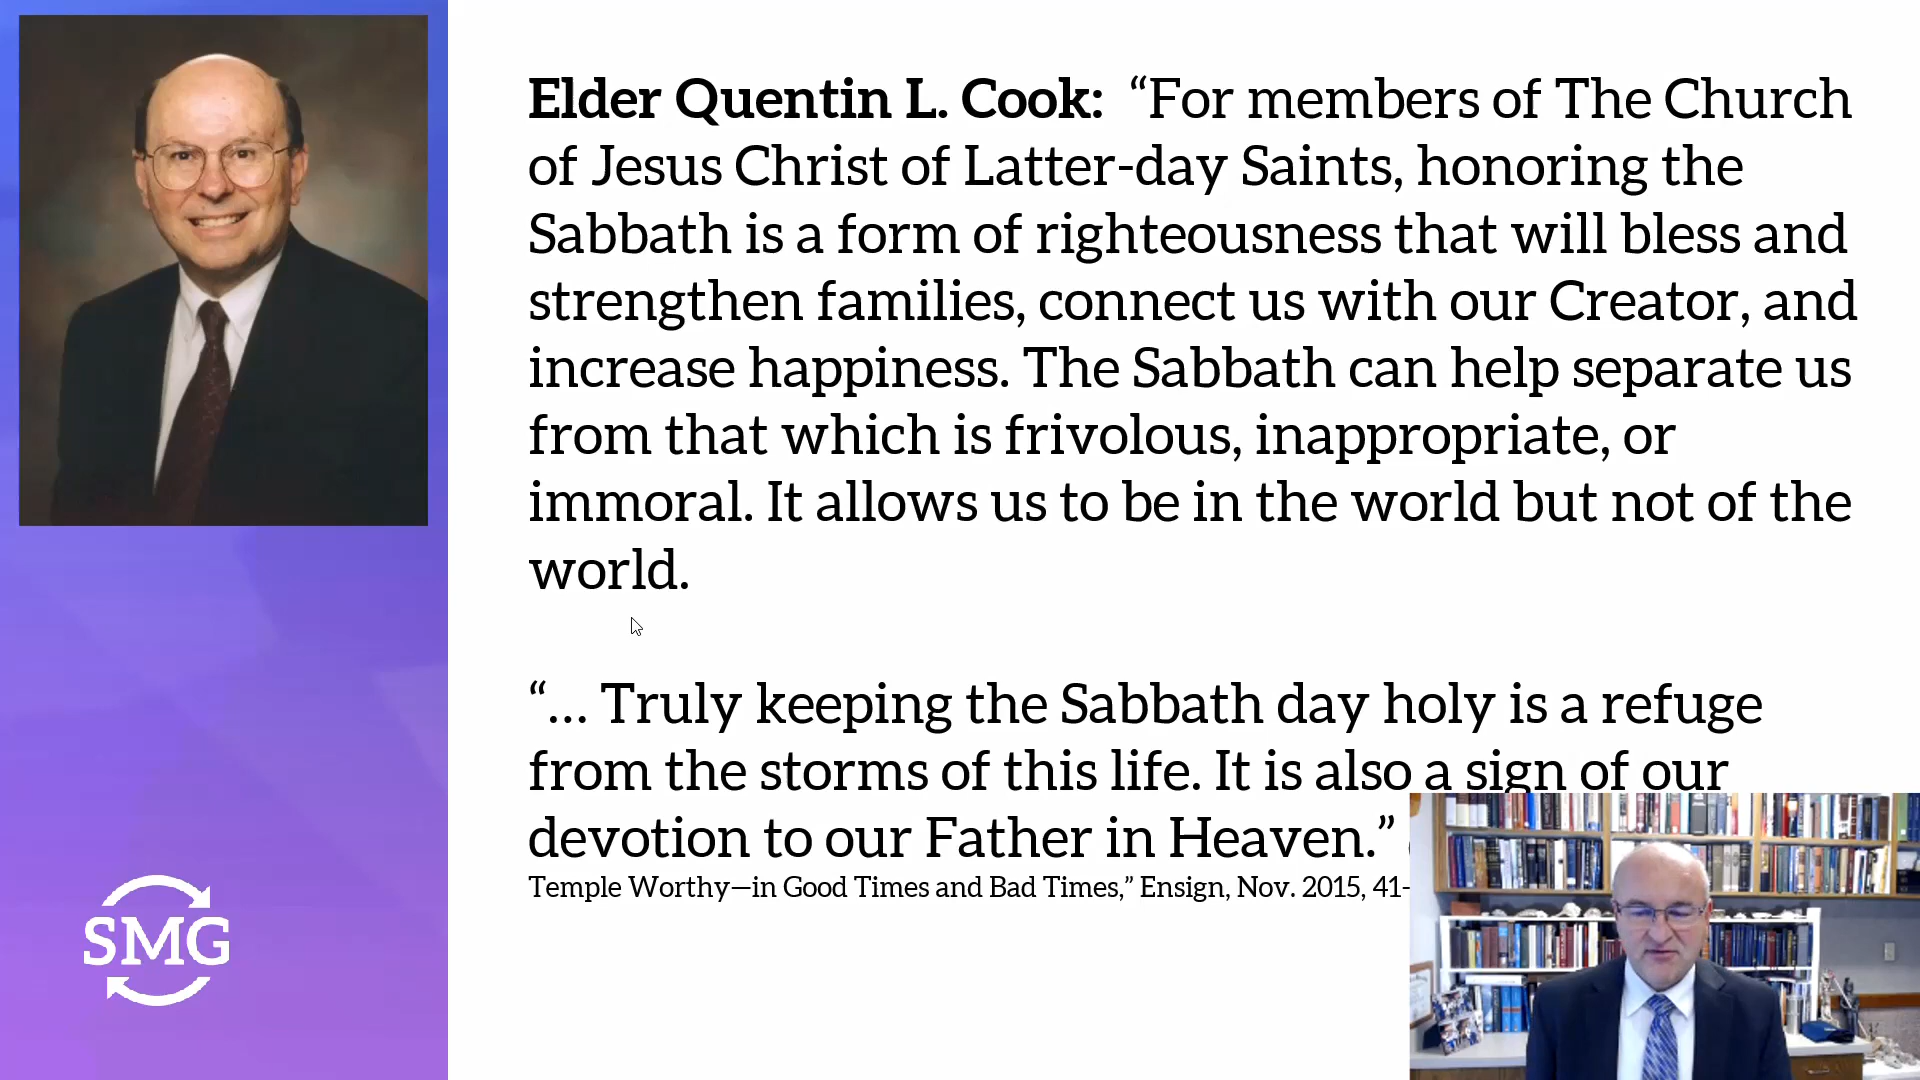 Elder Quentin L. Cook: “For members of The Church
of Jesus Christ of Latter-day Saints, honoring the
Sabbath is a form of righteousness that will bless and
strengthen families, connect us with our Creator, and
increase happiness. The Sabbath can help separate us
from that which is frivolous, inappropriate, or
immoral. It allows us to be in the world but not of the
world.
“… Truly keeping the Sabbath day holy is a refuge
from the storms of this life. It is also a sign of our
devotion to our Father in Heaven.”
Temple Worthy—in Good Times and Bad Times,” Ensign, Nov. 2015, 41-
SMG